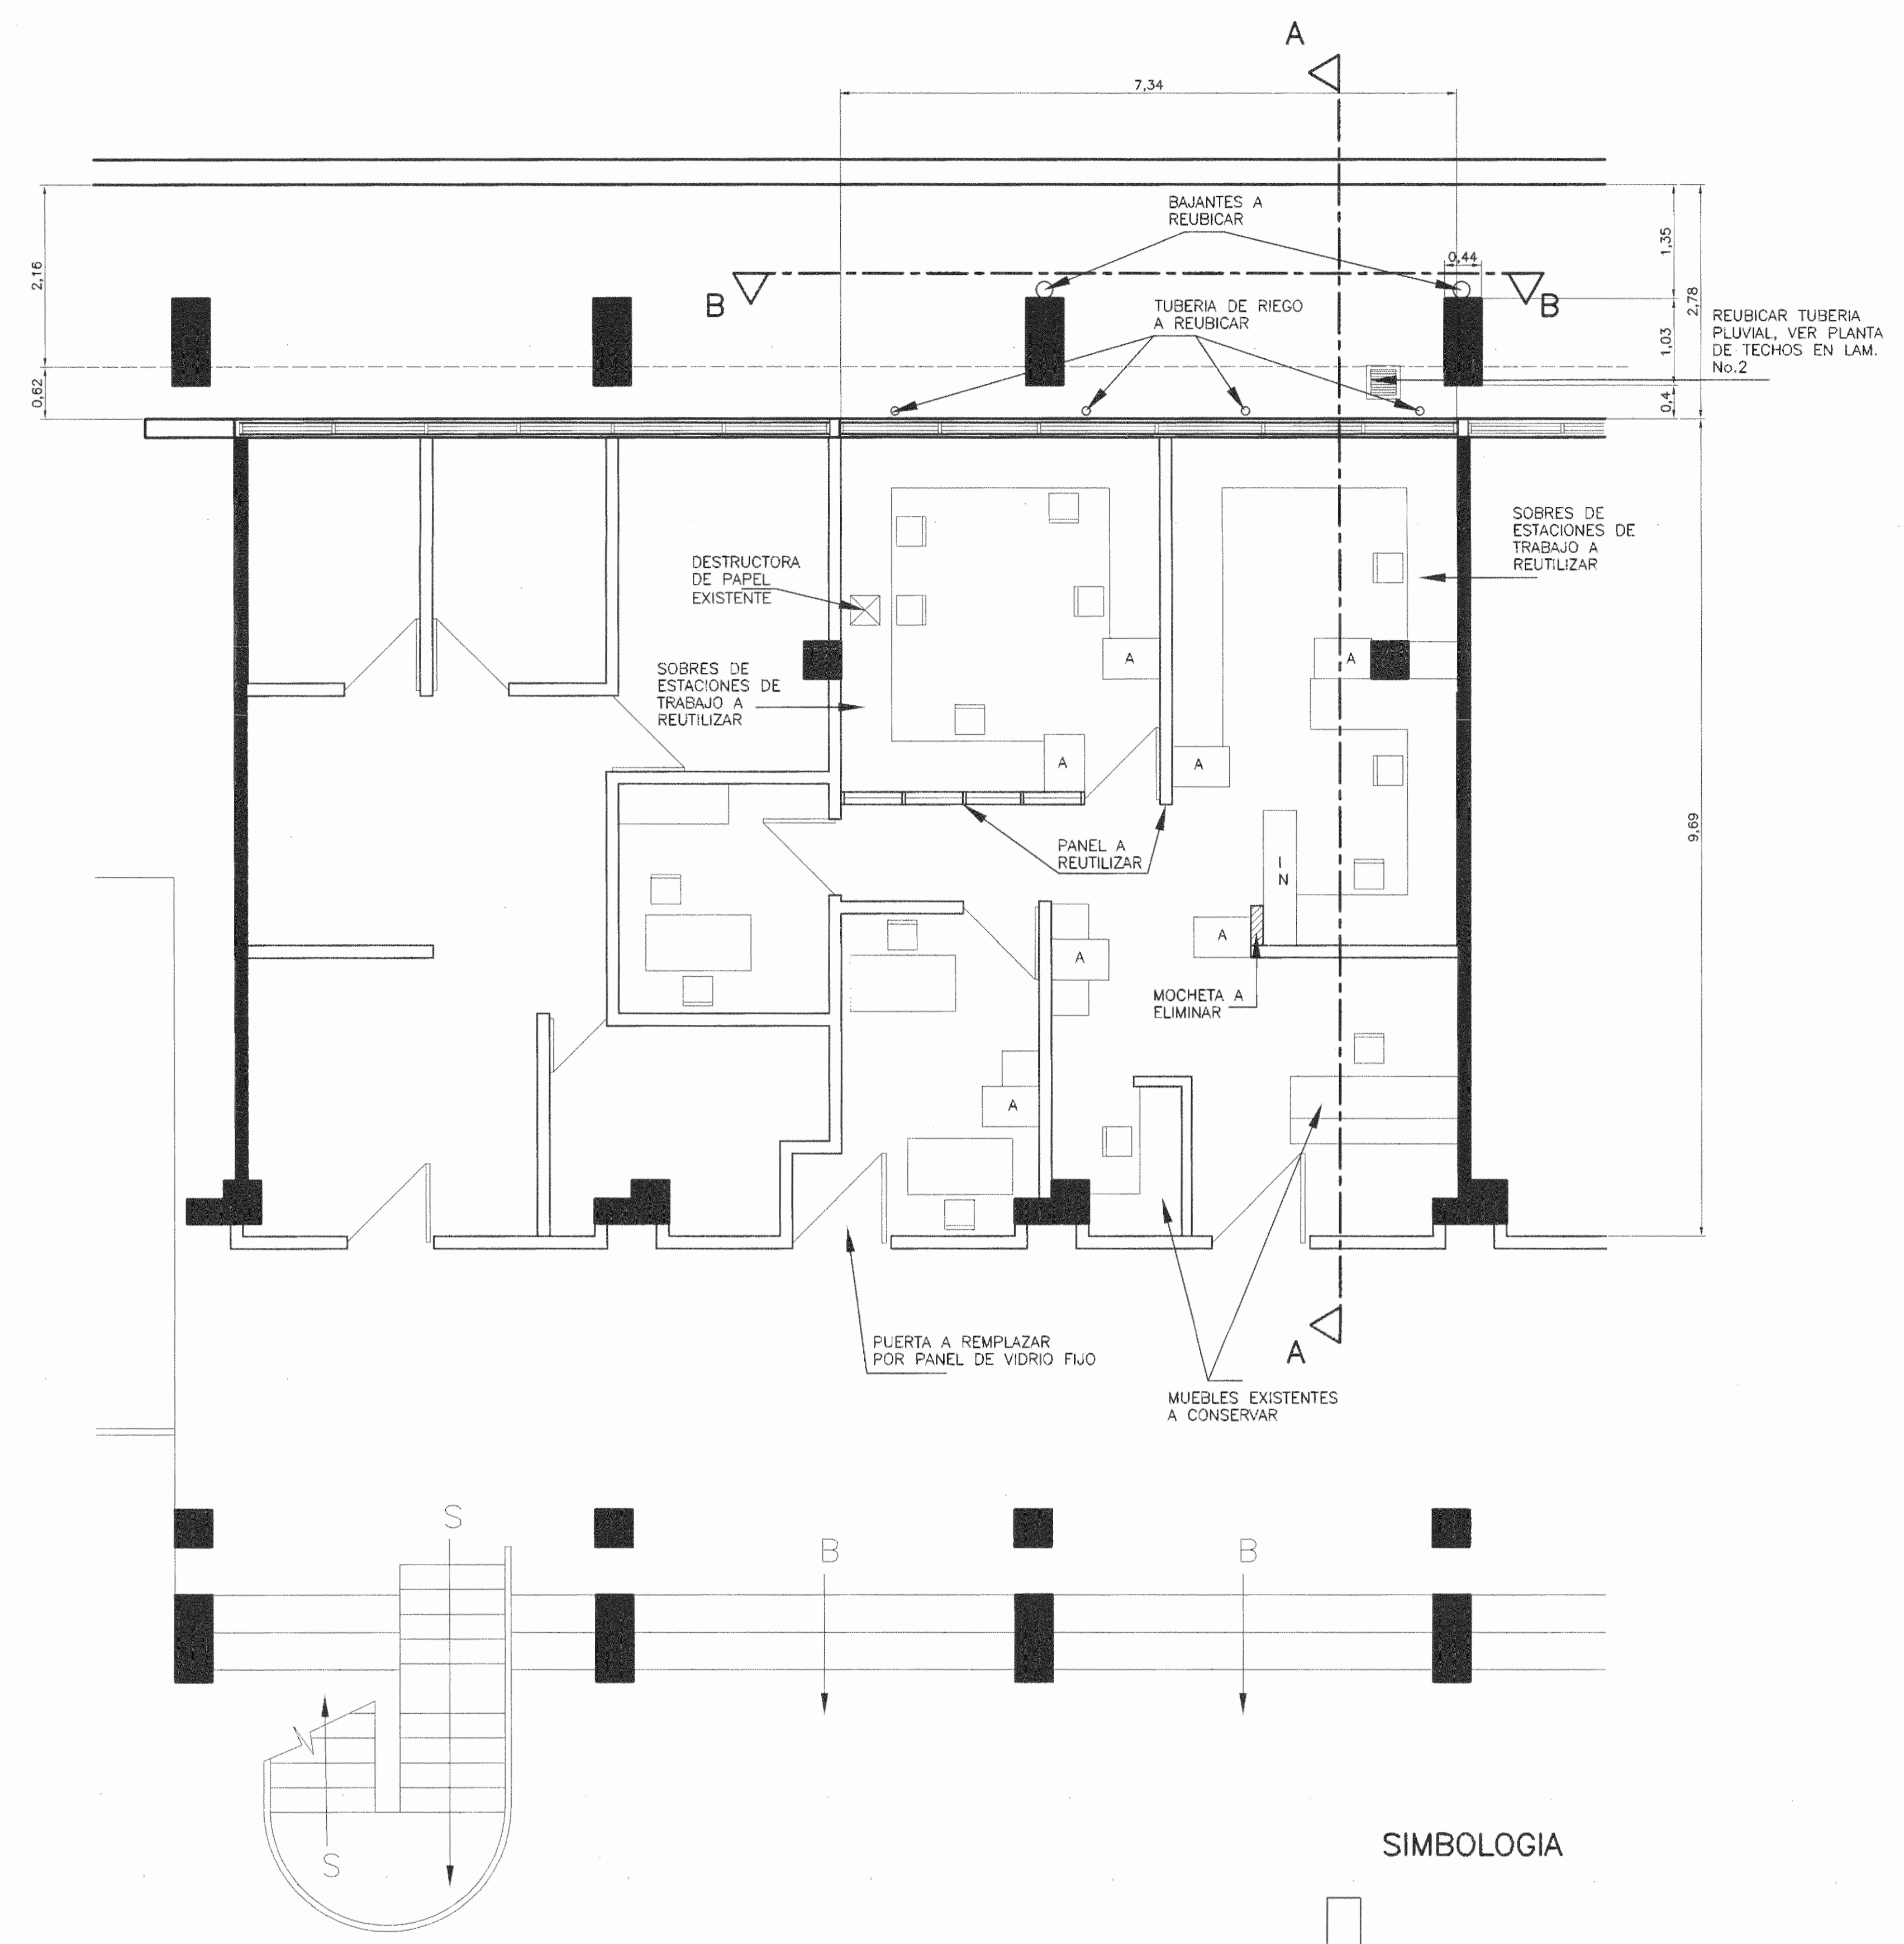 A
7,34
BAJANTES A
REUBICAR
1,35
0,44
2,16
2,78
B
B
TUBERIA DE RIEGO
A REUBICAR
REUBICAR TUBERIA
PLUVIAL, VER PLANTA
DE TECHOS EN LAM.
No.2
1,03
0,62
0,4
SOBRES DE
ESTACIONES DE
TRABAJO A
REUTILIZAR
DESTRUCTORA
DE PAPEL
EXISTENTE
SOBRES DE
ESTACIONES DE
TRABAJO A
REUTILIZAR
A
A
A
A
9,69
PANEL A
REUTILIZAR
I
N
A
A
MOCHETA A
ELIMINAR
A
PUERTA A REMPLAZAR
POR PANEL DE VIDRIO FIJO
A
MUEBLES EXISTENTES
A CONSERVAR
S
B
B
S
SIMBOLOGIA